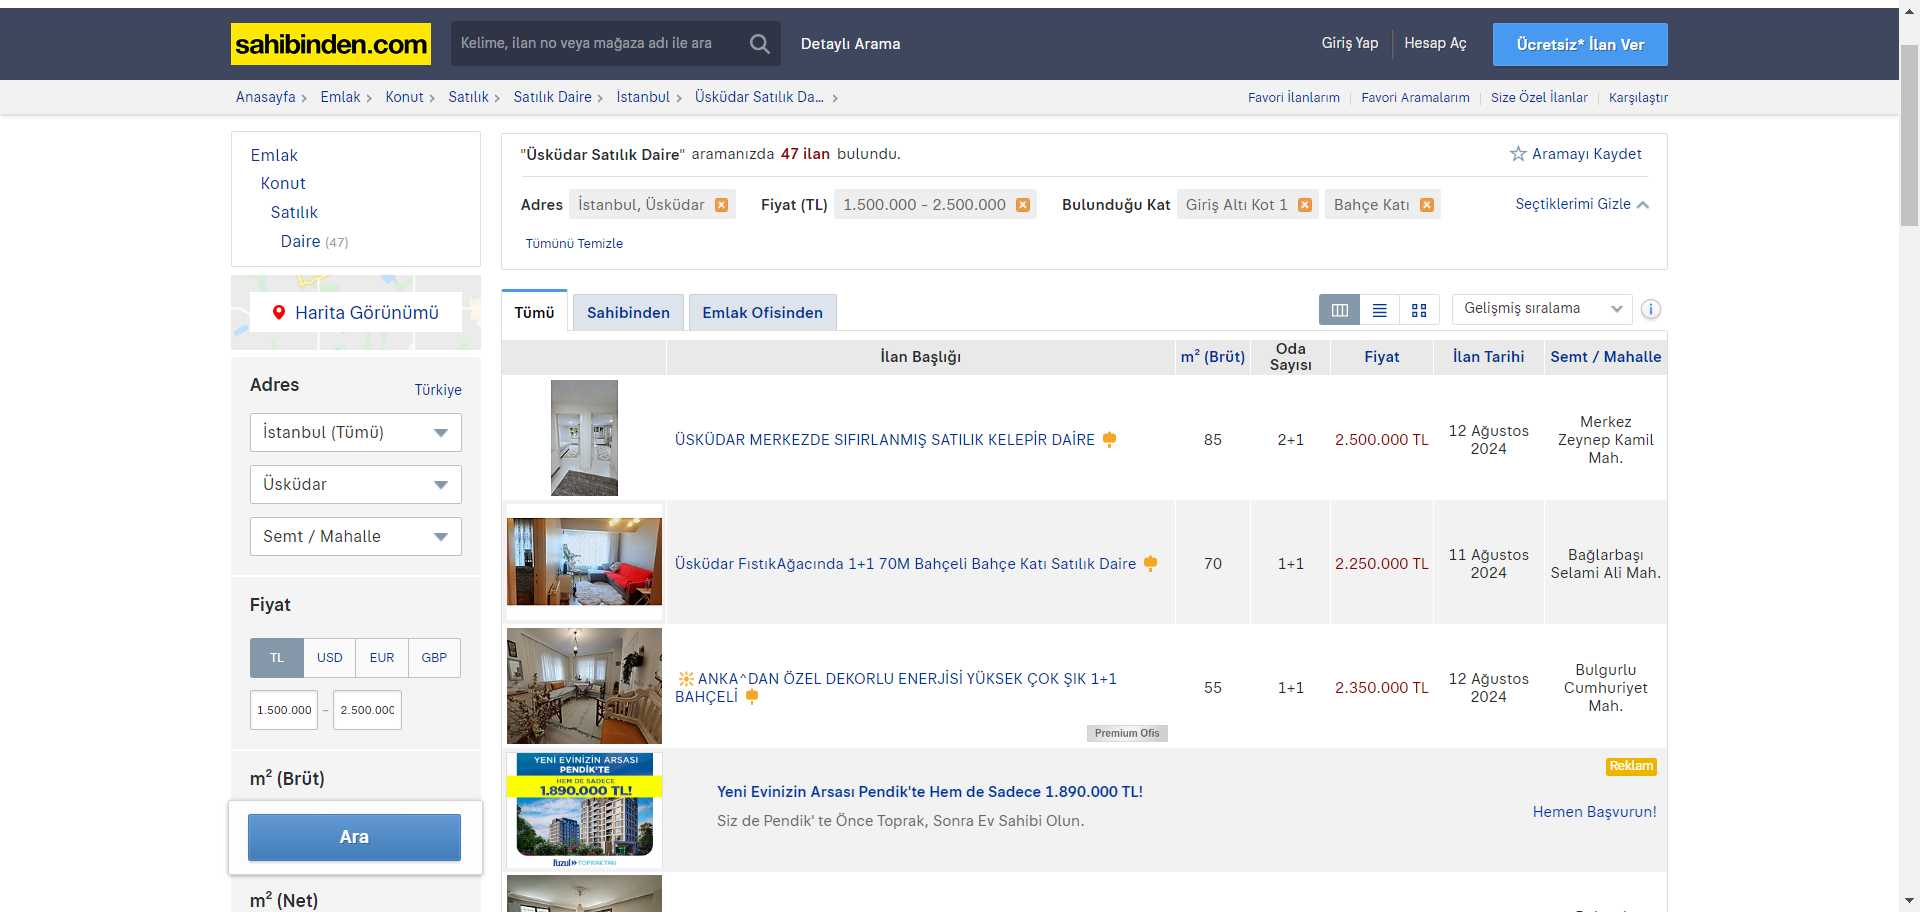 sahibinden.com
Kelime, ilan no veya mağaza adı ile ara
Detaylı Arama
Giriş Yap
Hesap Aç
Ücretsiz* İlan Ver
Anasayfa
Emlak
Konut
Satılık
Satılık Daire
İstanbul
Üsküdar Satılık Da...
Favori İlanlarım
Favori Aramalarım
Size Özel İlanlar
Karşılaştır
Emlak
Konut
Satılık
Daire (47)
Harita Görünümü
Adres
Türkiye
İstanbul (Tümü)
Üsküdar
Semt / Mahalle
Fiyat
TL
USD
EUR
GBP
1.500.000 - 2.500.000
m² (Brüt)
Ara
m² (Net)
"Üsküdar Satılık Daire" aramanızda 47 ilan bulundu.
Aramayı Kaydet
Adres
İstanbul, Üsküdar
Fiyat (TL)
1.500.000 - 2.500.000
Bulunduğu Kat
Giriş Altı Kot 1
Bahçe Katı
Seçtiklerimi Gizle
Tümünü Temizle
Tümü
Sahibinden
Emlak Ofisinden
Gelişmiş sıralama
İlan Başlığı
m² (Brüt)
Oda
Sayısı
Fiyat
İlan Tarihi
Semt / Mahalle
ÜSKÜDAR MERKEZDE SIFIRLANMIŞ SATILIK KELEPİR DAİRE
85
2+1
2.500.000 TL
12 Ağustos
2024
Merkez
Zeynep Kamil
Mah.
Üsküdar FıstıkAğacında 1+1 70M Bahçeli Bahçe Katı Satılık Daire
70
1+1
2.250.000 TL
11 Ağustos
2024
Bağlarbaşı
Selami Ali Mah.
ANKA^DAN ÖZEL DEKORLU ENERJİSİ YÜKSEK ÇOK ŞIK 1+1
BAHÇELİ
Premium Ofis
55
1+1
2.350.000 TL
12 Ağustos
2024
Bulgurlu
Cumhuriyet
Mah.
YENİ EVİNİZİN ARSASI
PENDİK'TE
HEM DE SADECE
1.890.000 TL!
fuzul
Yeni Evinizin Arsası Pendik'te Hem de Sadece 1.890.000 TL!
Siz de Pendik' te Önce Toprak, Sonra Ev Sahibi Olun.
Reklam
Hemen Başvurun!